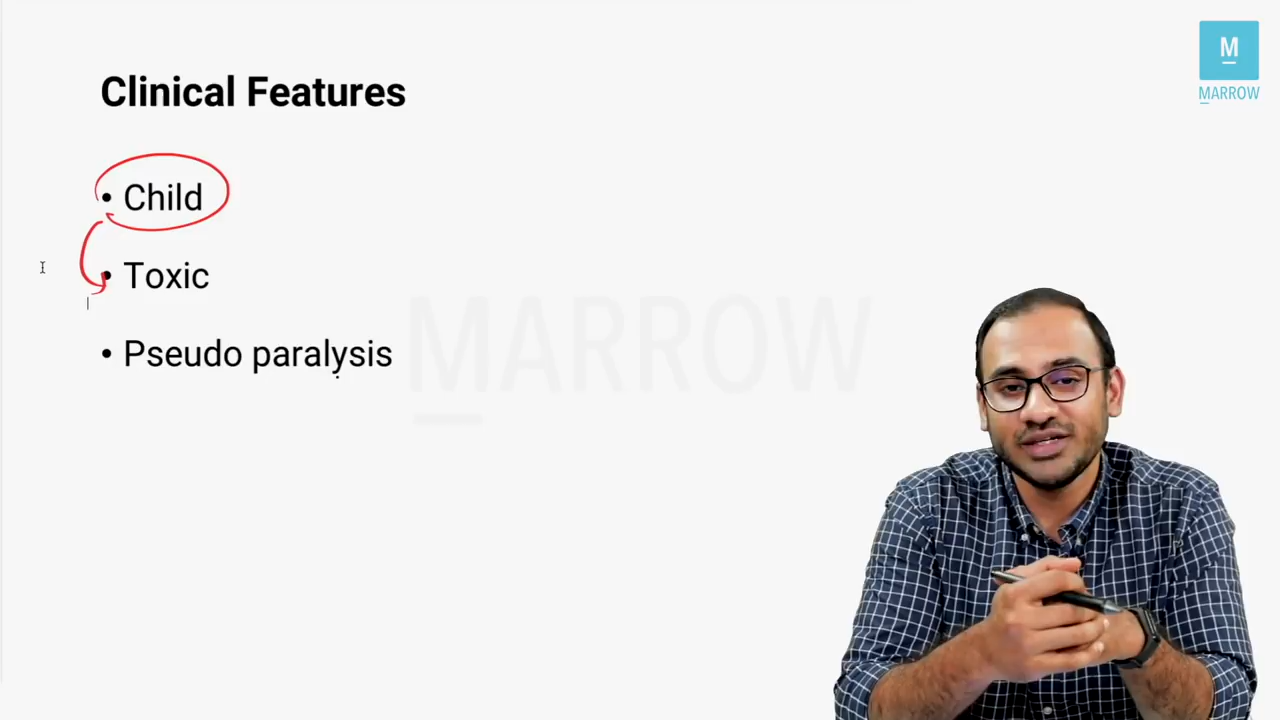 Clinical Features
M
MARROW
• Child
• Toxic
• Pseudo paralysis
MARROW